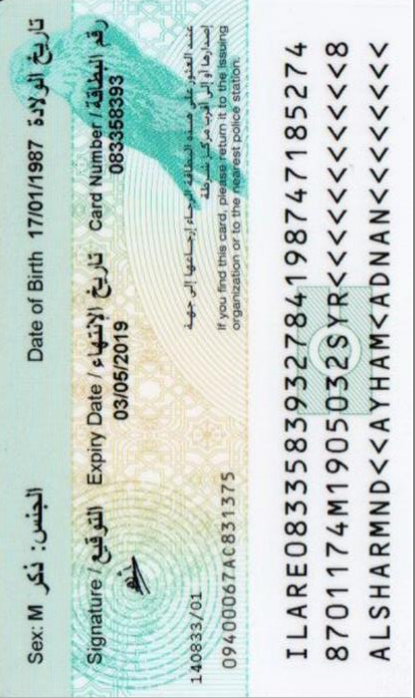 Sex: M الجنس: ذكر Date of Birth 17/01/1987 تاريخ الولادة
Signature / التوقيع Expiry Date / تاريخ الإنتهاء Card Number / رقم البطاقة
03/05/2019 083358393
عند العثور على هذه البطاقة الرجاء إرجاعها إلى جهة
إصدارها أو إلى أقرب مركز شرطة
If you find this card, please return it to the issuing
organization or to the nearest police station.
140833/01
09400067AC831375
ILARE0833583932784198747185274
8701174M1905032SYR<<<<<<<<<<<8
ALSHARMND<<AYHAM<ADNAN<<<<<<<<